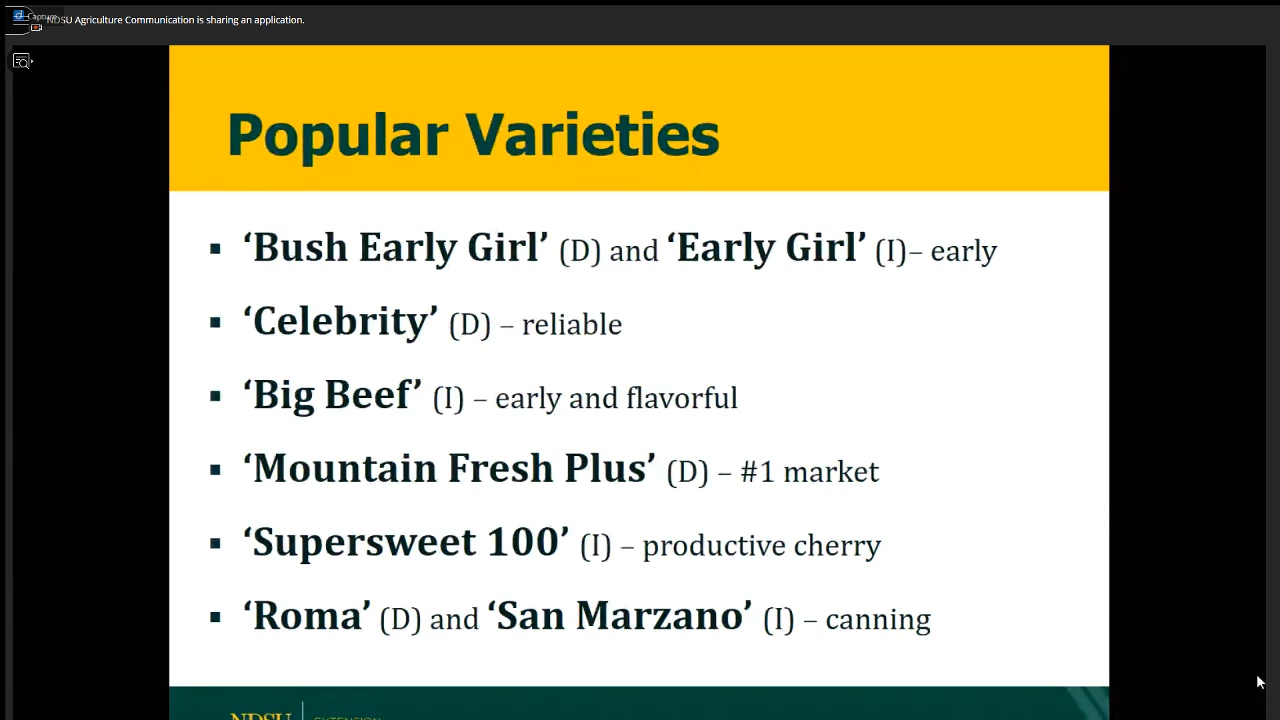 Capture
NDSU Agriculture Communication is sharing an application.
Popular Varieties
▪ ‘Bush Early Girl’ (D) and ‘Early Girl’ (I)– early
▪ ‘Celebrity’ (D) – reliable
▪ ‘Big Beef’ (I) – early and flavorful
▪ ‘Mountain Fresh Plus’ (D) – #1 market
▪ ‘Supersweet 100’ (I) – productive cherry
▪ ‘Roma’ (D) and ‘San Marzano’ (I) – canning
NDSU EXTENSION